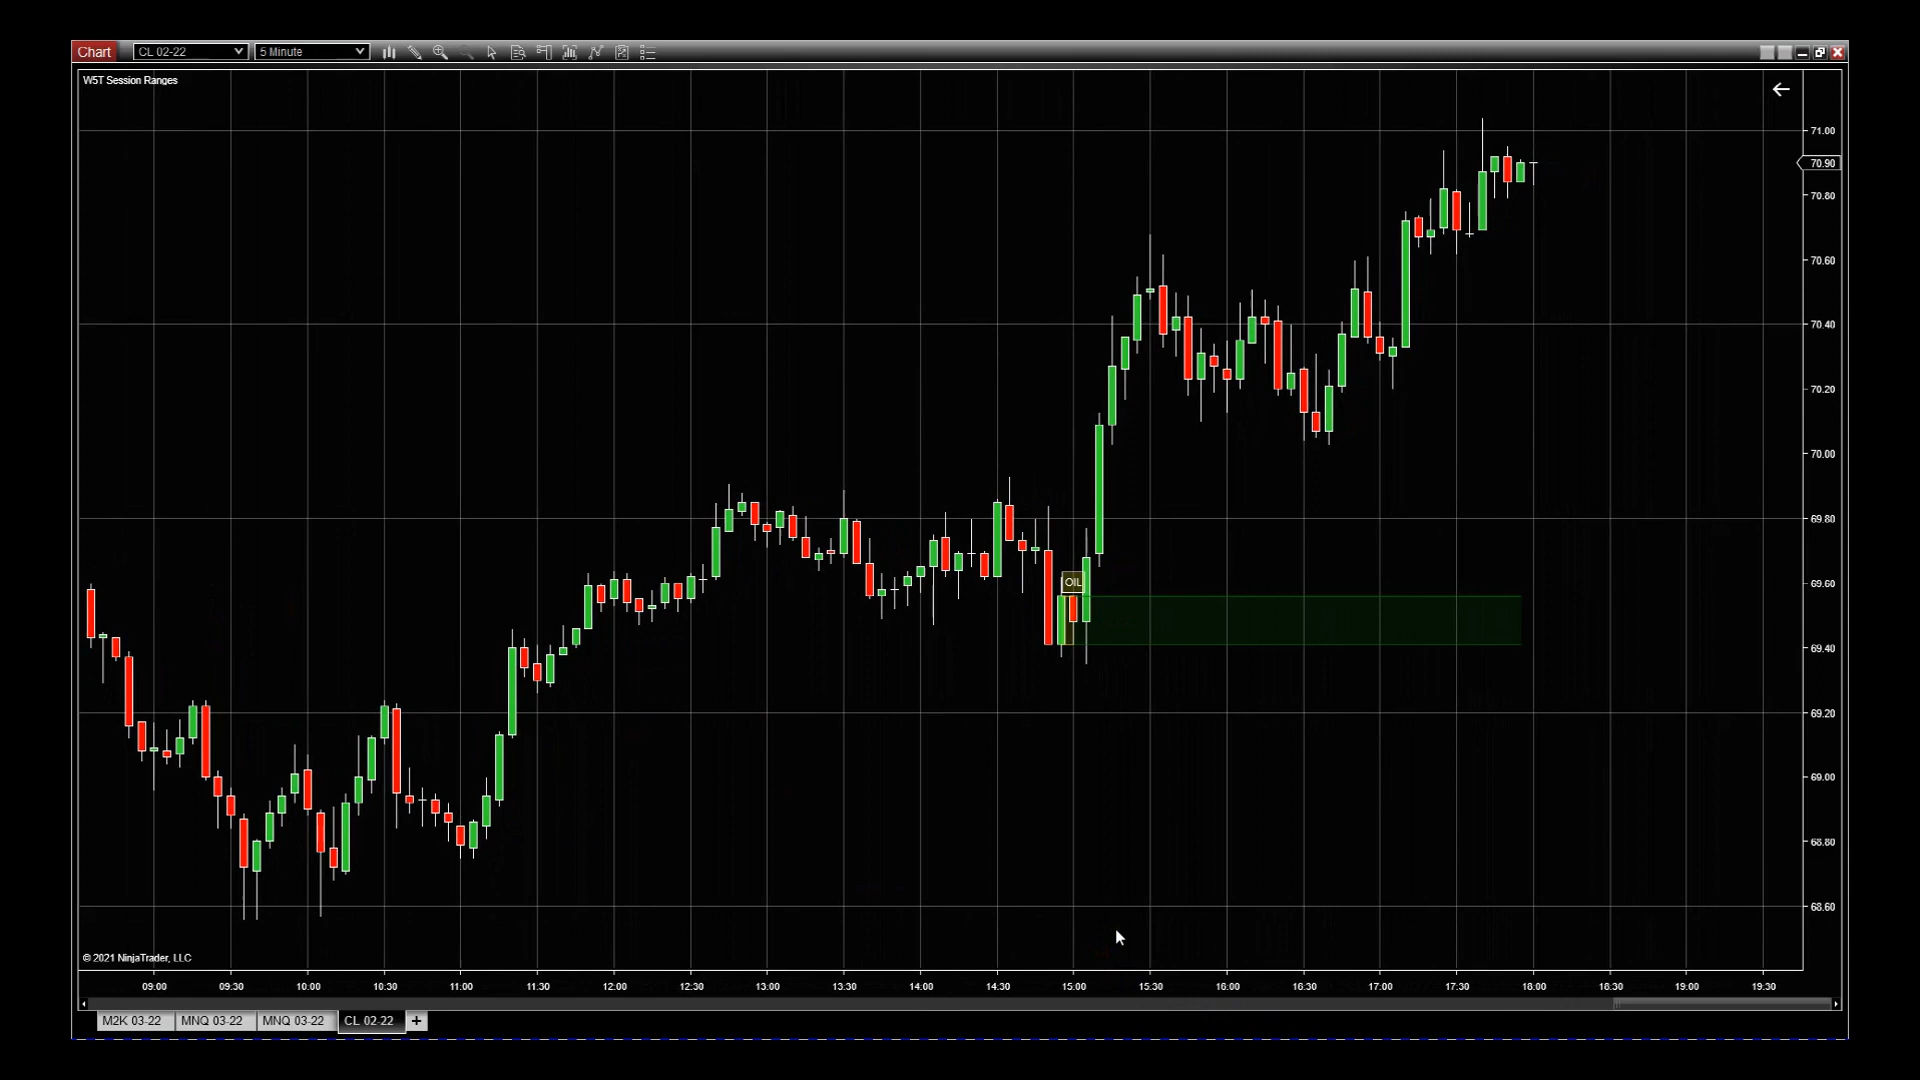 Chart CL 02-22 5 Minute
W5T Session Ranges
71.00
70.90
70.80
70.60
70.40
70.20
70.00
69.80
69.60
OIL
69.40
69.20
69.00
68.80
68.60
© 2021 NinjaTrader, LLC
09:00 09:30 10:00 10:30 11:00 11:30 12:00 12:30 13:00 13:30 14:00 14:30 15:00 15:30 16:00 16:30 17:00 17:30 18:00 18:30 19:00 19:30
M2K 03-22 MNQ 03-22 MNQ 03-22 CL 02-22 +